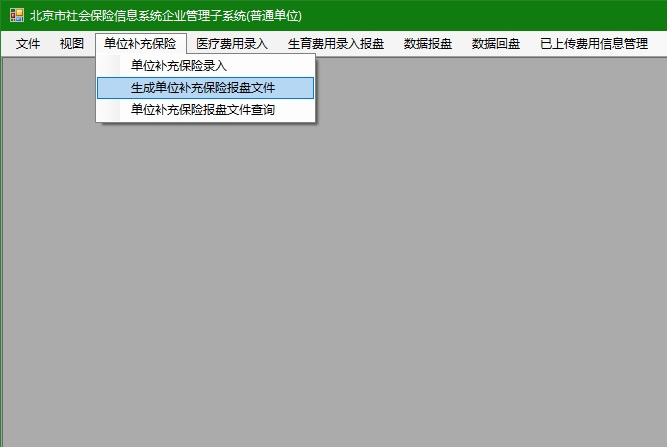 北京市社会保险信息系统企业管理子系统(普通单位)
文件 视图 单位补充保险 医疗费用录入 生育费用录入报盘 数据报盘 数据回盘 已上传费用信息管理
单位补充保险录入
生成单位补充保险报盘文件
单位补充保险报盘文件查询